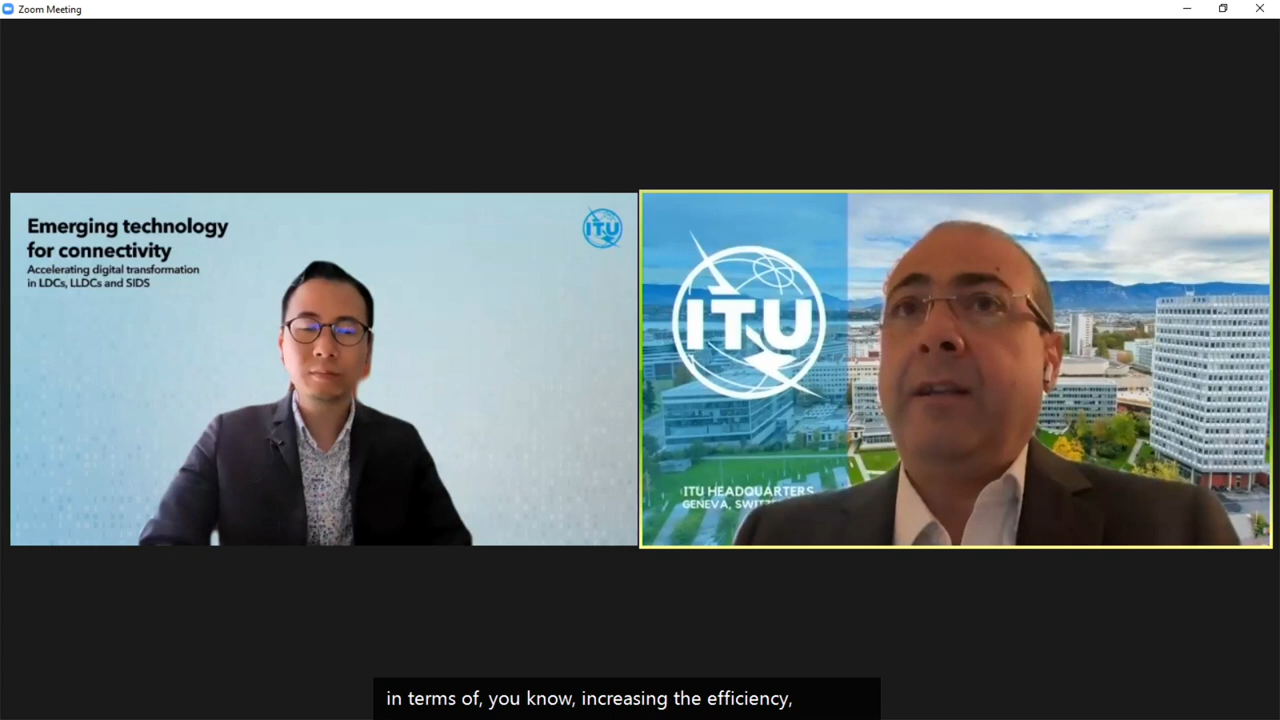 Zoom Meeting
Emerging technology
for connectivity
Accelerating digital transformation
in LDCs, LLDCs and SIDS
ITU
ITU
ITU HEADQUARTERS
GENEVA,
in terms of, you know, increasing the efficiency,